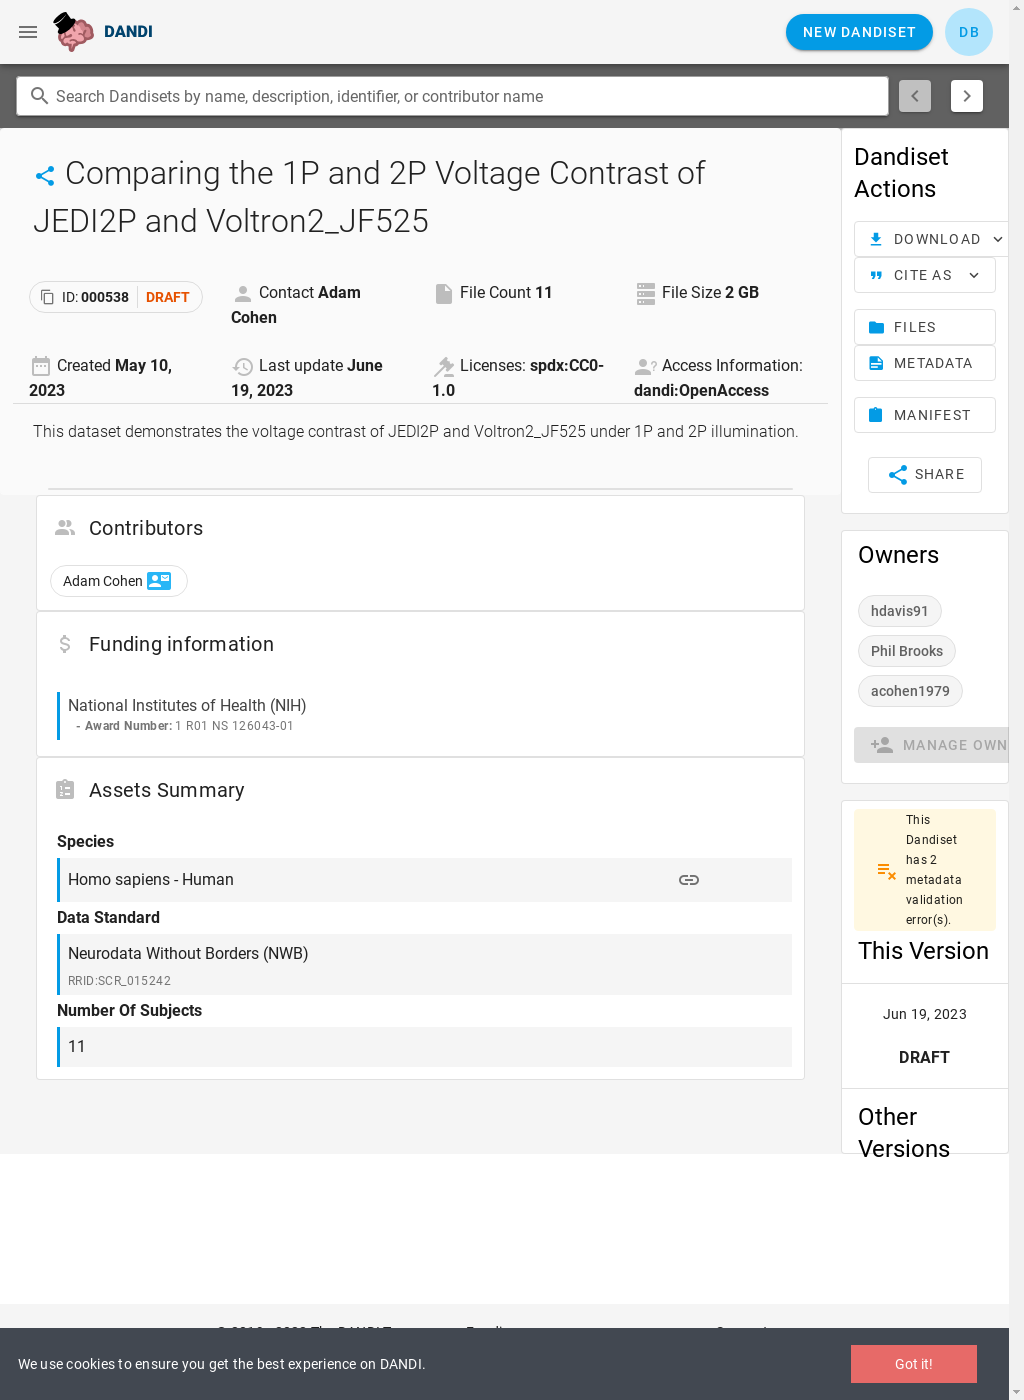 DANDI
NEW DANDISET
DB
Search Dandisets by name, description, identifier, or contributor name
Comparing the 1P and 2P Voltage Contrast of
JEDI2P and Voltron2_JF525
ID: 000538 DRAFT
Contact Adam
Cohen
File Count 11
File Size 2 GB
Created May 10,
2023
Last update June
19, 2023
Licenses: spdx:CC0-
1.0
Access Information:
dandi:OpenAccess
This dataset demonstrates the voltage contrast of JEDI2P and Voltron2_JF525 under 1P and 2P illumination.
Contributors
Adam Cohen
Funding information
National Institutes of Health (NIH)
- Award Number: 1 R01 NS 126043-01
Assets Summary
Species
Homo sapiens - Human
Data Standard
Neurodata Without Borders (NWB)
RRID:SCR_015242
Number Of Subjects
11
Dandiset
Actions
DOWNLOAD
CITE AS
FILES
METADATA
MANIFEST
SHARE
Owners
hdavis91
Phil Brooks
acohen1979
MANAGE OWN
This
Dandiset
has 2
metadata
validation
error(s).
This Version
Jun 19, 2023
DRAFT
Other
Versions
We use cookies to ensure you get the best experience on DANDI.
Got it!